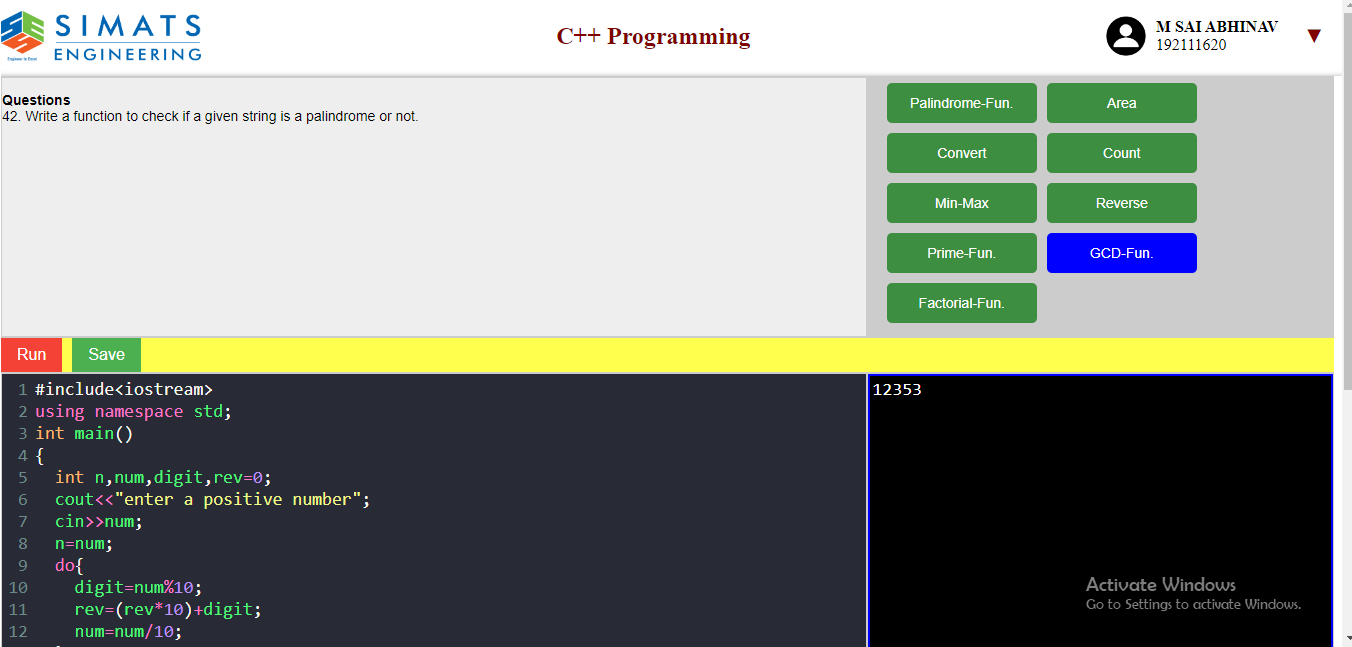 SIMATS
ENGINEERING
Engineer to Excel
C++ Programming
M SAI ABHINAV
192111620
▼
Questions
42. Write a function to check if a given string is a palindrome or not.
Palindrome-Fun.
Area
Convert
Count
Min-Max
Reverse
Prime-Fun.
GCD-Fun.
Factorial-Fun.
Run
Save
1 #include<iostream>
2 using namespace std;
3 int main()
4 {
5   int n,num,digit,rev=0;
6   cout<<"enter a positive number";
7   cin>>num;
8   n=num;
9   do{
10     digit=num%10;
11     rev=(rev*10)+digit;
12     num=num/10;
12353
Activate Windows
Go to Settings to activate Windows.